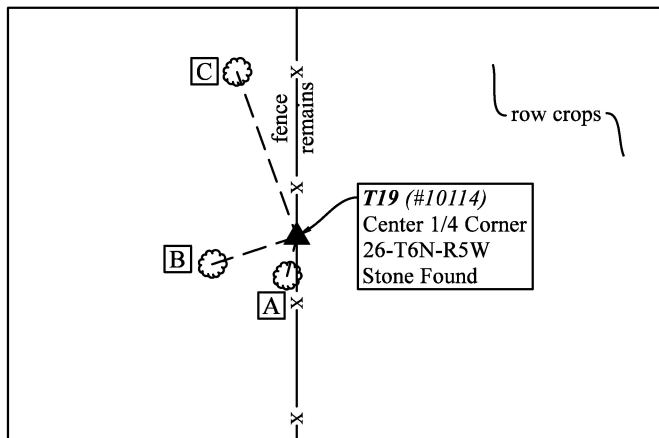 C
x
fence
remains
row crops
x
T19 (#10114)
Center 1/4 Corner
26-T6N-R5W
Stone Found
B
A
x
x